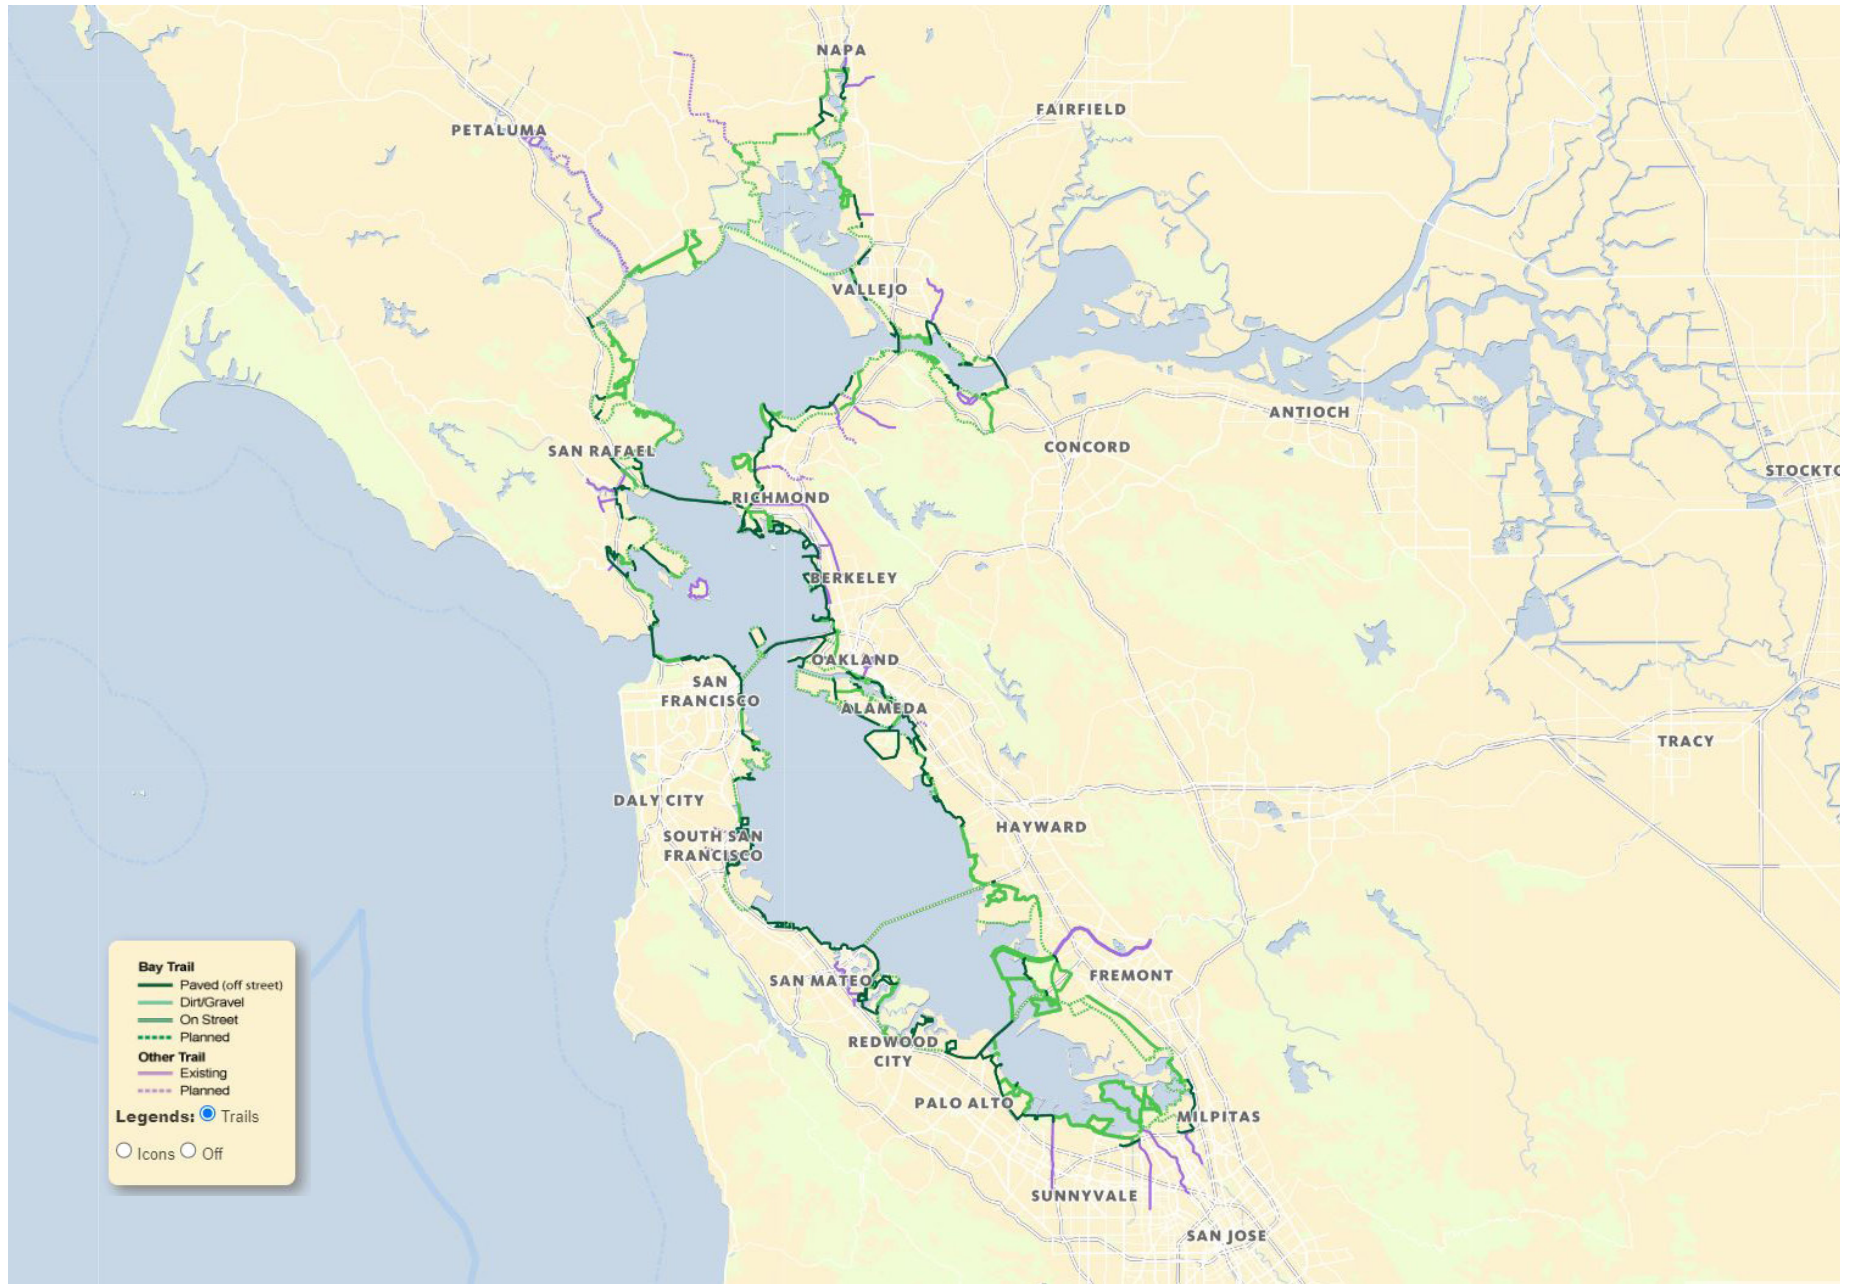 NAPA
FAIRFIELD
PETALUMA
VALLEJO
ANTIOCH
CONCORD
SAN RAFAEL
STOCKTO
RICHMOND
BERKELEY
OAKLAND
SAN
FRANCISCO
ALAMEDA
TRACY
DALY CITY
HAYWARD
SOUTH SAN
FRANCISCO
FREMONT
SAN MATEO
REDWOOD
CITY
PALO ALTO
MILPITAS
SUNNYVALE
SAN JOSE
Bay Trail
Paved (off street)
Dirt/Gravel
On Street
Planned
Other Trail
Existing
Planned
Legends: Trails
Icons Off